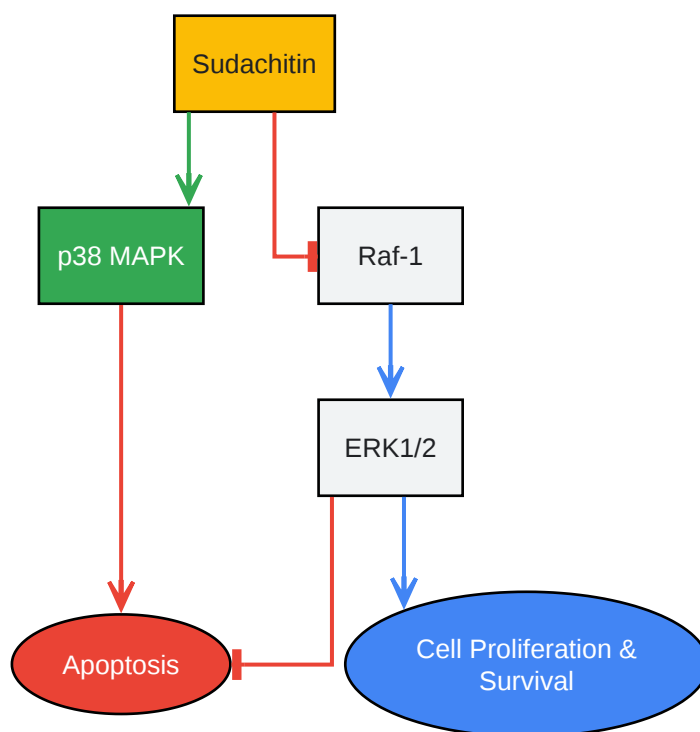 Sudachitin
p38 MAPK
Raf-1
ERK1/2
Apoptosis
Cell Proliferation &
Survival